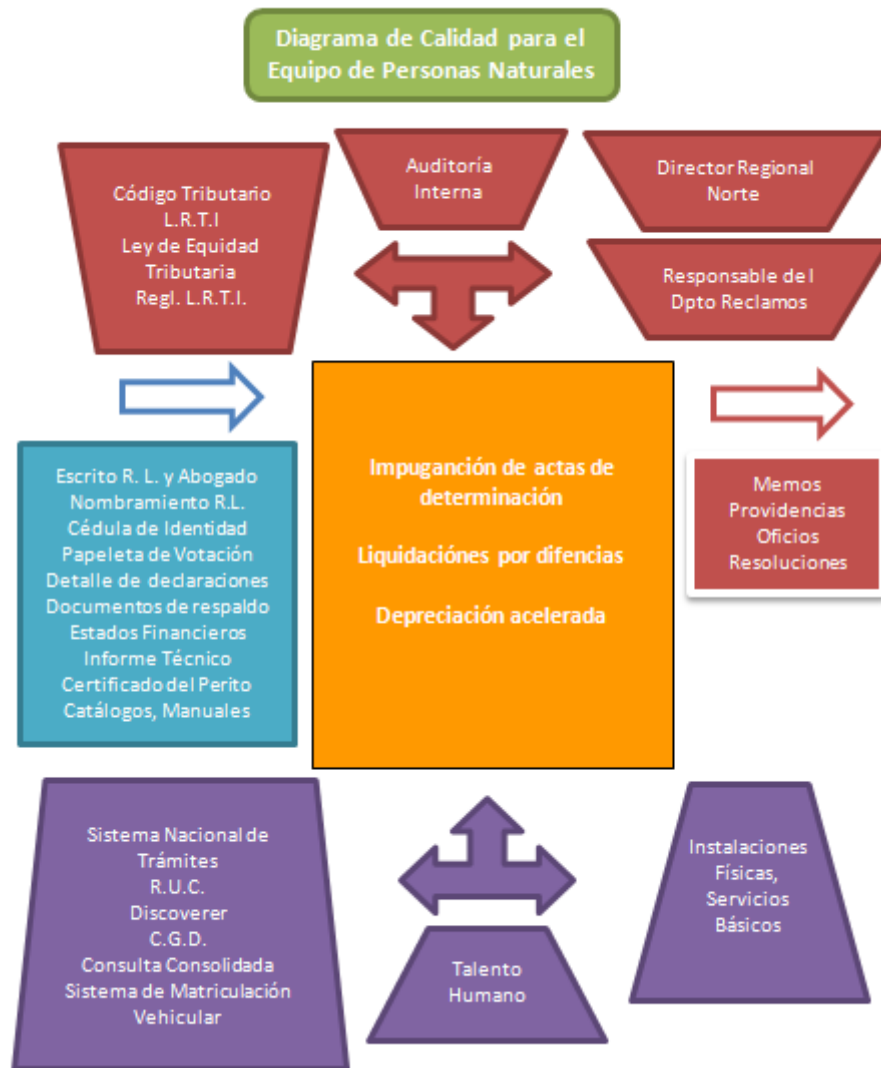 Diagrama de Calidad para el
Equipo de Personas Naturales
Código Tributario
L.R.T.I
Ley de Equidad
Tributaria
Regl. L.R.T.I.
Auditoría
Interna
Director Regional
Norte
Responsable del
Dpto Reclamos
Escrito R. L. y Abogado
Nombramiento R.L.
Cédula de Identidad
Papeleta de Votación
Detalle de declaraciones
Documentos de respaldo
Estados Financieros
Informe Técnico
Certificado del Perito
Catálogos, Manuales
Impuganción de actas de
determinación
Liquidaciónes por difencias
Depreciación acelerada
Memos
Providencias
Oficios
Resoluciones
Sistema Nacional de
Trámites
R.U.C.
Discoverer
C.G.D.
Consulta Consolidada
Sistema de Matriculación
Vehicular
Talento
Humano
Instalaciones
Físicas,
Servicios
Básicos